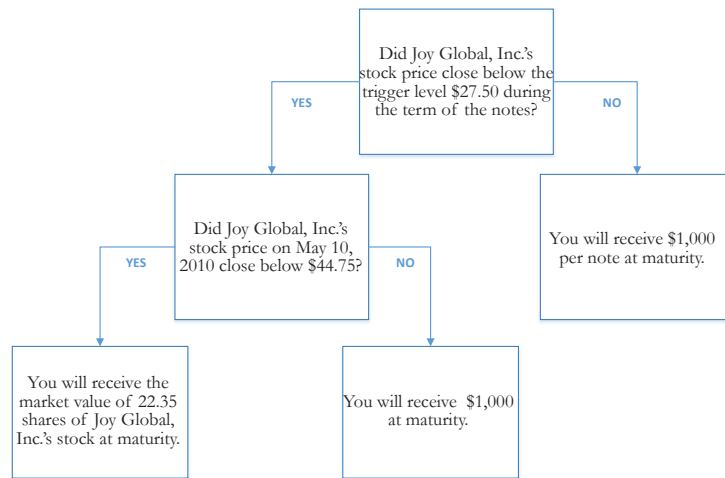 Did Joy Global, Inc.'s
stock price close below the
trigger level $27.50 during
the term of the notes?
YES
NO
Did Joy Global, Inc.'s
stock price on May 10,
2010 close below $44.75?
You will receive $1,000
per note at maturity.
YES
NO
You will receive the
market value of 22.35
shares of Joy Global,
Inc.'s stock at maturity.
You will receive $1,000
at maturity.